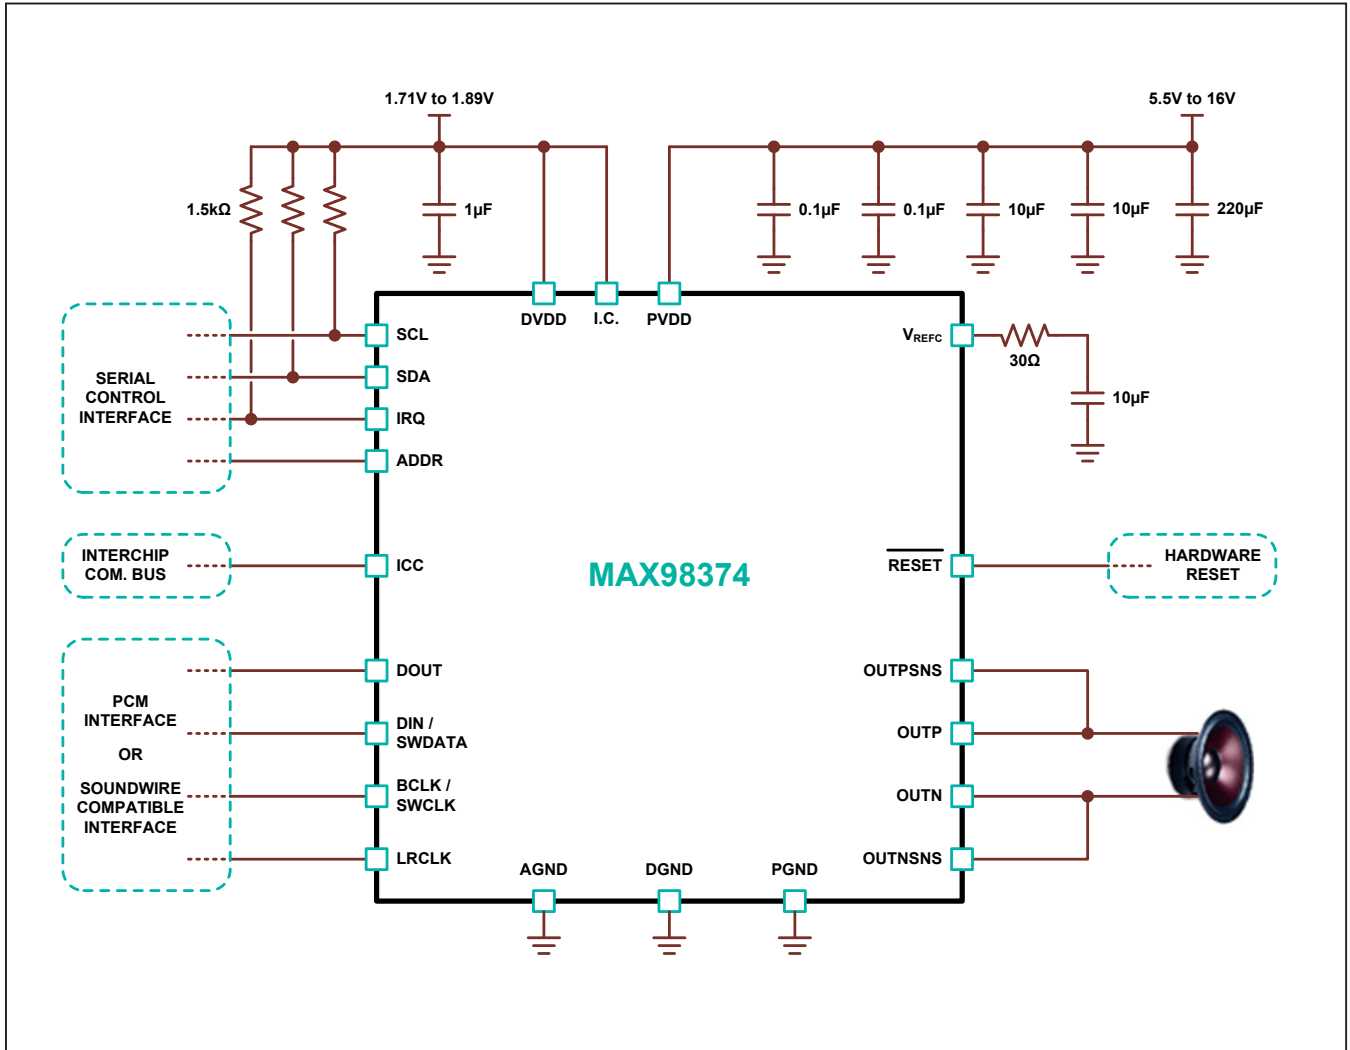 1.71V to 1.89V
5.5V to 16V
1.5kΩ
1µF
0.1µF
0.1µF
10µF
10µF
220µF
DVDD
I.C.
PVDD
SCL
SDA
IRQ
ADDR
SERIAL
CONTROL
INTERFACE
VREFC
30Ω
10µF
INTERCHIP
COM. BUS
ICC
MAX98374
RESET
HARDWARE
RESET
PCM
INTERFACE
OR
SOUNDWIRE
COMPATIBLE
INTERFACE
DOUT
DIN /
SWDATA
BCLK /
SWCLK
LRCLK
OUTPSNS
OUTP
OUTN
OUTNSNS
AGND
DGND
PGND